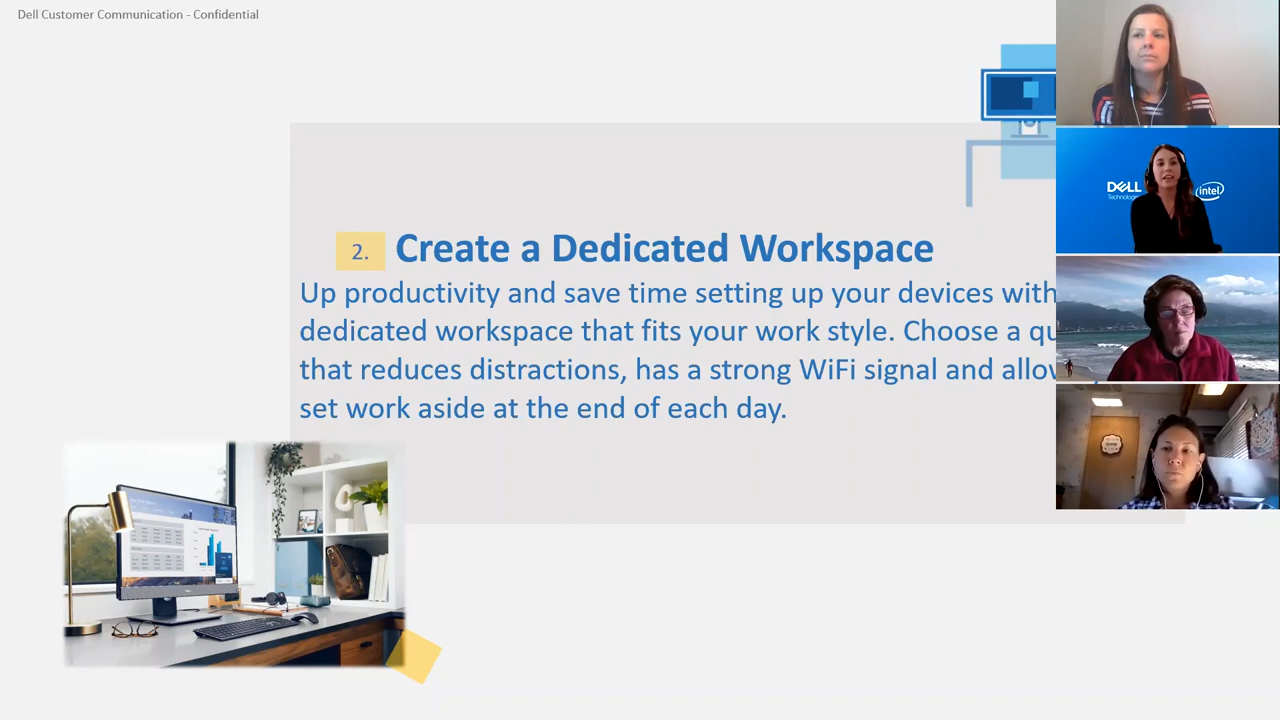 Dell Customer Communication - Confidential
2. Create a Dedicated Workspace
Up productivity and save time setting up your devices with
dedicated workspace that fits your work style. Choose a qu
that reduces distractions, has a strong WiFi signal and allow
set work aside at the end of each day.
DELL
Technologies
intel